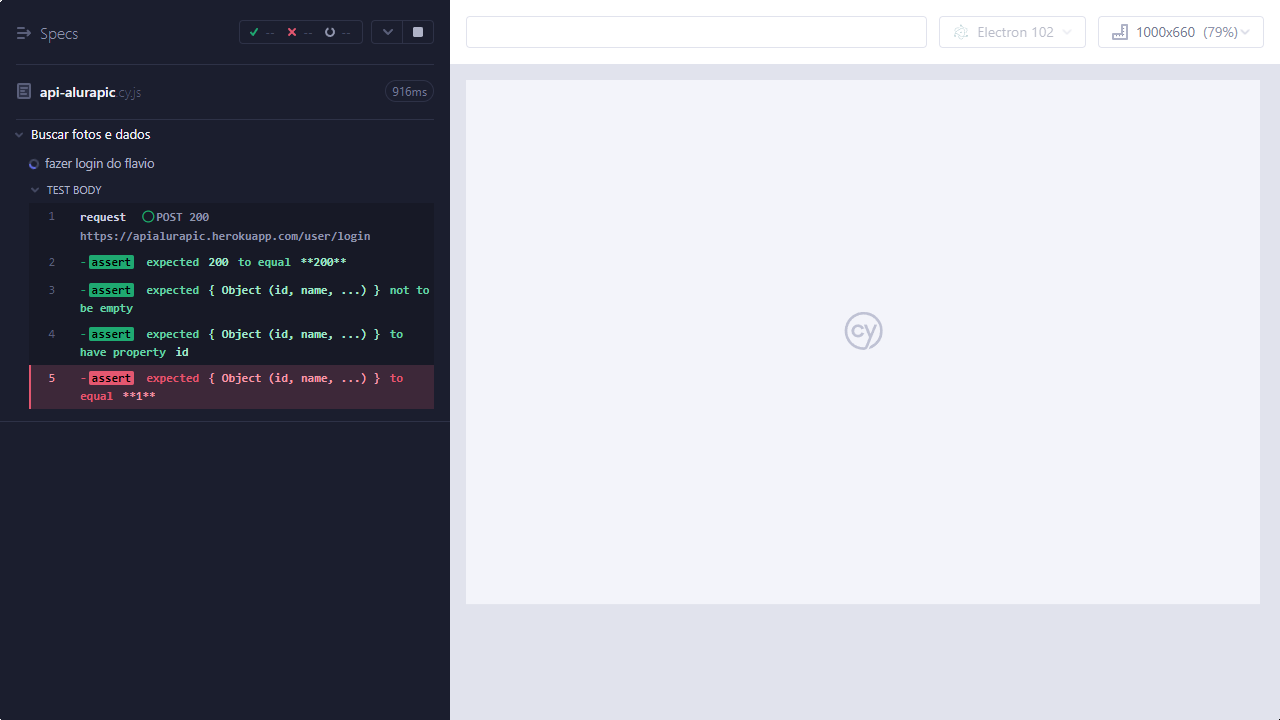 Specs
-- -- --
Electron 102
1000x660 (79%)
api-alurapic.cy.js
916ms
Buscar fotos e dados
fazer login do flavio
TEST BODY
1 request POST 200
https://apialurapic.herokuapp.com/user/login
2 -assert expected 200 to equal **200**
3 -assert expected { Object (id, name, ...) } not to
be empty
4 -assert expected { Object (id, name, ...) } to
have property id
5 -assert expected { Object (id, name, ...) } to
equal **1**
cy